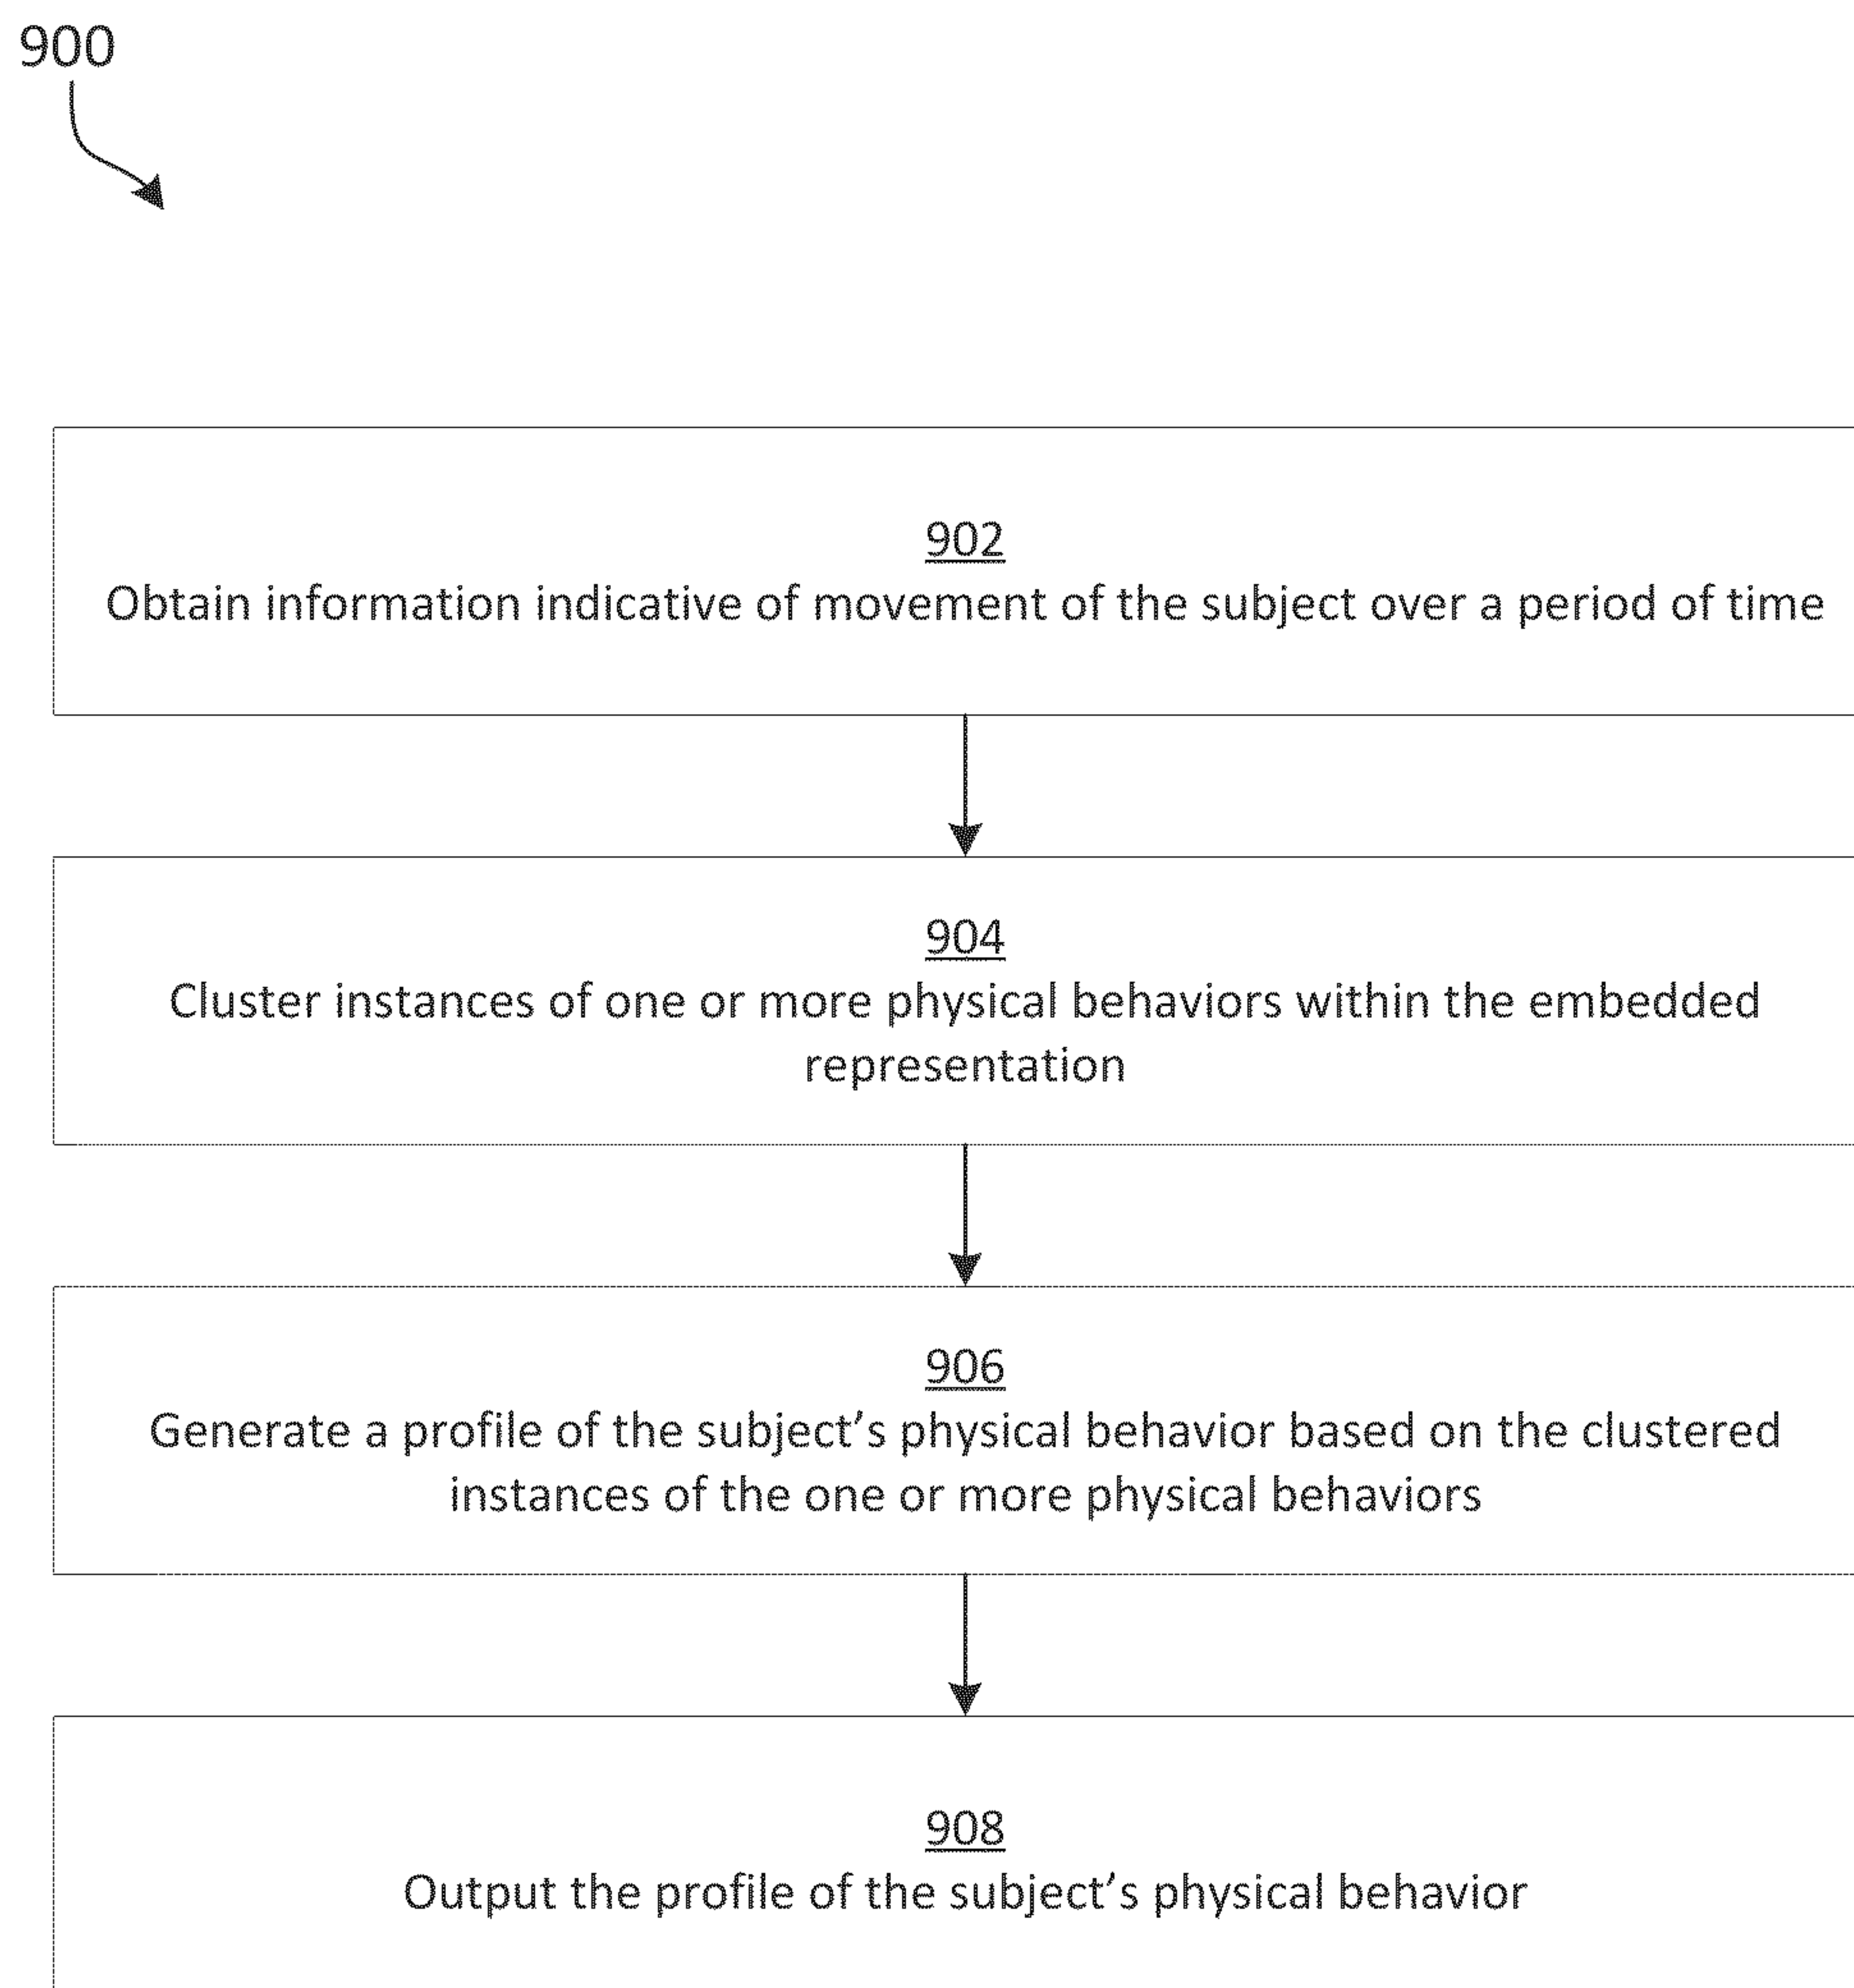 900
902
Obtain information indicative of movement of the subject over a period of time
904
Cluster instances of one or more physical behaviors within the embedded
representation
906
Generate a profile of the subject’s physical behavior based on the clustered
instances of the one or more physical behaviors
908
Output the profile of the subject’s physical behavior